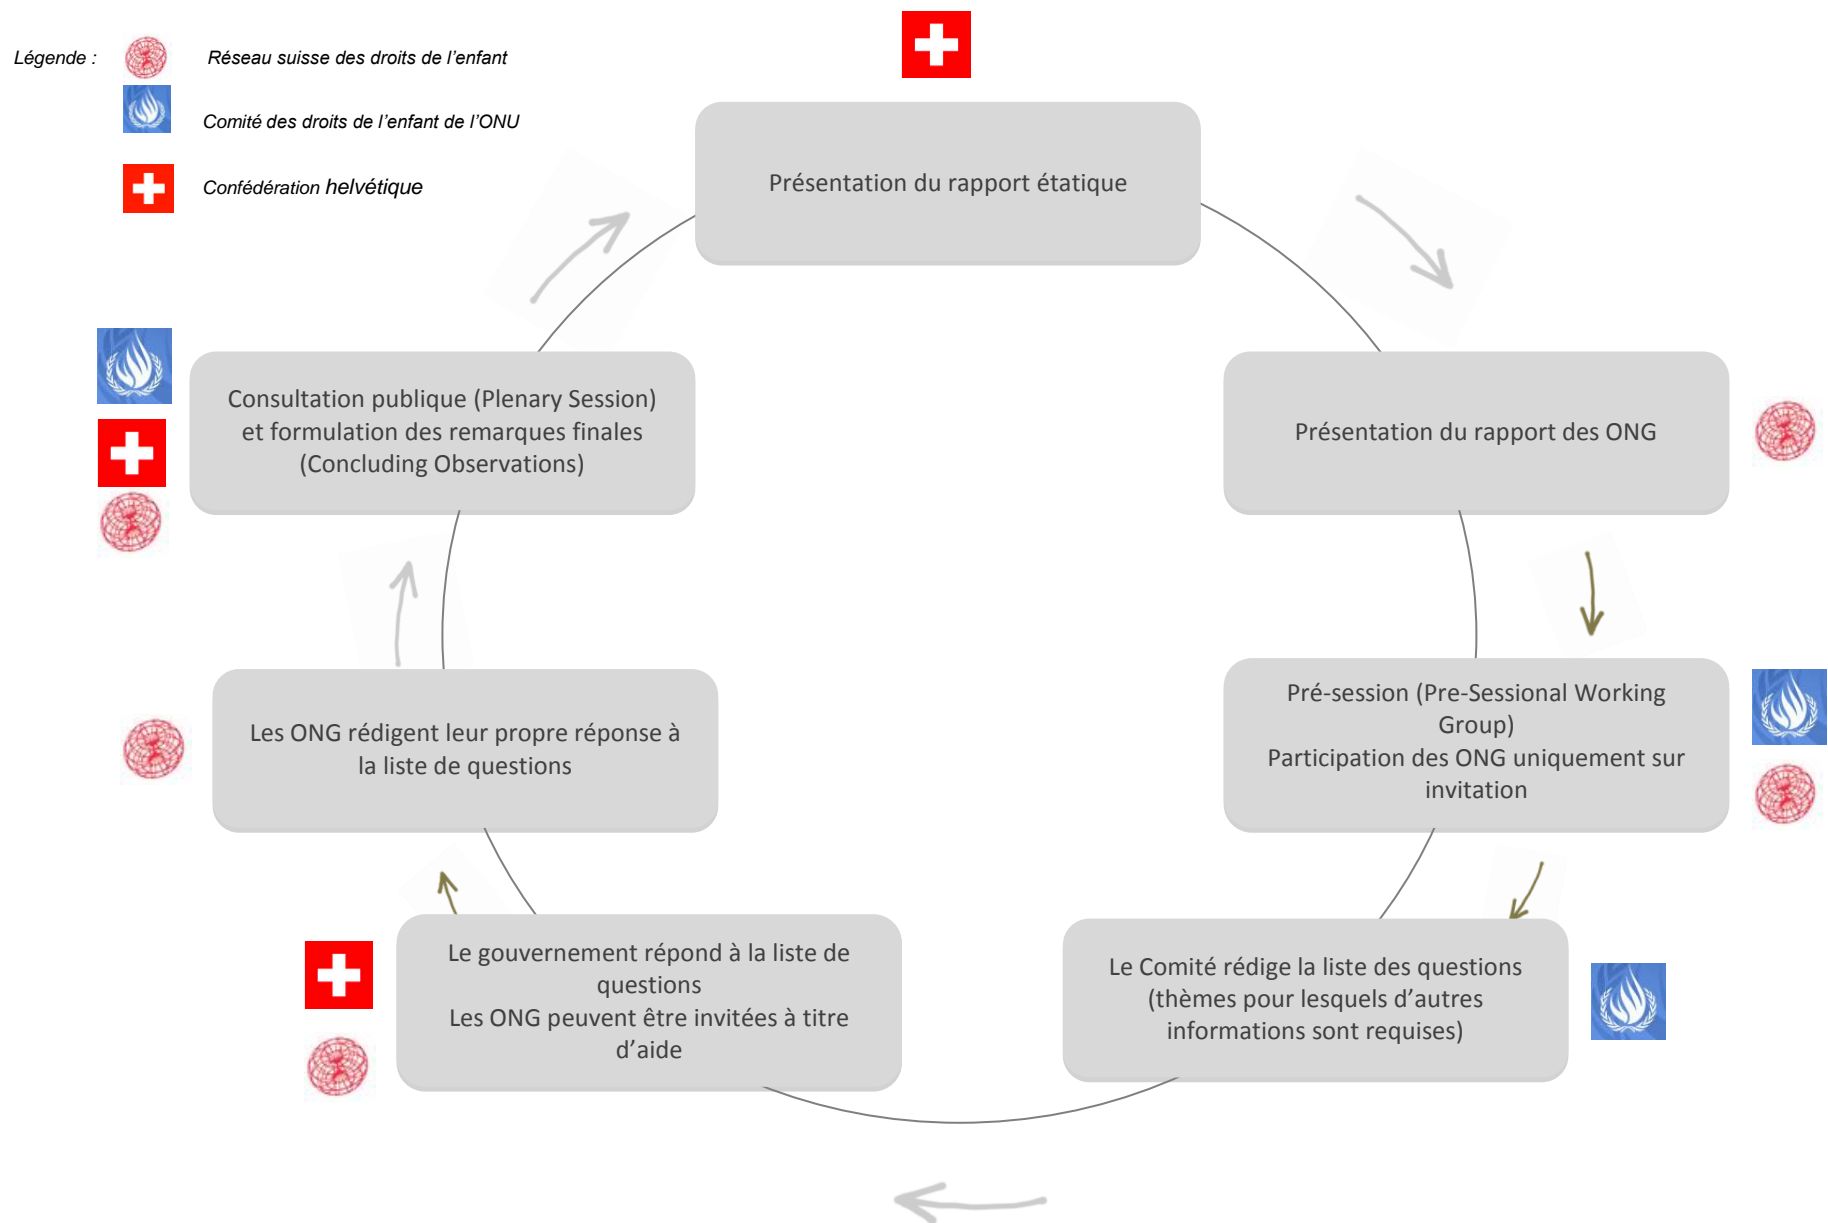 Légende :
Réseau suisse des droits de l'enfant
Comité des droits de l'enfant de l'ONU
Confédération helvétique
Présentation du rapport étatique
Présentation du rapport des ONG
Pré-session (Pre-Sessional Working
Group)
Participation des ONG uniquement sur
invitation
Le Comité rédige la liste des questions
(thèmes pour lesquels d'autres
informations sont requises)
Le gouvernement répond à la liste de
questions
Les ONG peuvent être invitées à titre
d'aide
Les ONG rédigent leur propre réponse à
la liste de questions
Consultation publique (Plenary Session)
et formulation des remarques finales
(Concluding Observations)